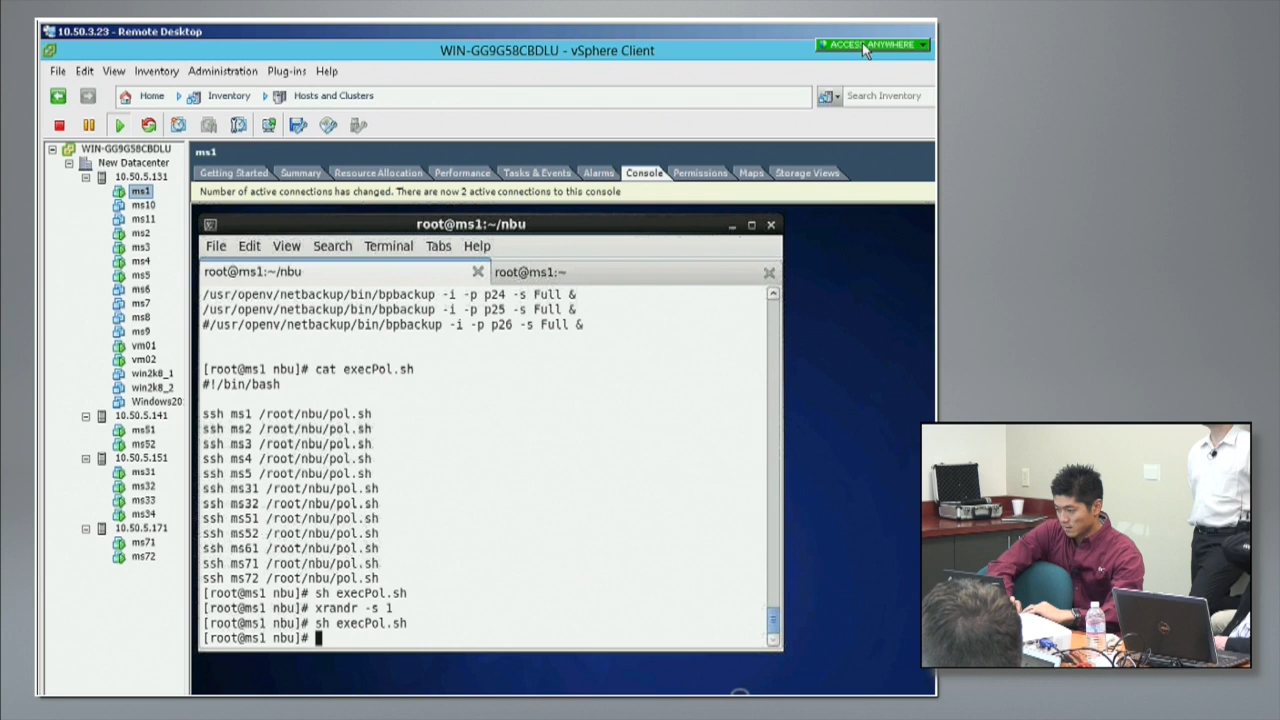 10.50.3.23 - Remote Desktop
WIN-GG9G58CBDLU - vSphere Client
ACCESS ANYWHERE
File Edit View Inventory Administration Plug-ins Help
Home Inventory Hosts and Clusters
Search Inventory
WIN-GG9G58CBDLU
New Datacenter
10.50.5.131
ms1
ms10
ms11
ms2
ms3
ms4
ms5
ms6
ms7
ms8
ms9
vm01
vm02
win2k8_1
win2k8_2
Windows20
10.50.5.141
ms51
ms52
10.50.5.151
ms31
ms32
ms33
ms34
10.50.5.171
ms71
ms72
ms1
Getting Started Summary Resource Allocation Performance Tasks & Events Alarms Console Permissions Maps Storage Views
Number of active connections has changed. There are now 2 active connections to this console
root@ms1:~/nbu
File Edit View Search Terminal Tabs Help
root@ms1:~/nbu
root@ms1:~
/usr/openv/netbackup/bin/bpbackup -i -p p24 -s Full &
/usr/openv/netbackup/bin/bpbackup -i -p p25 -s Full &
#/usr/openv/netbackup/bin/bpbackup -i -p p26 -s Full &
[root@ms1 nbu]# cat execPol.sh
#!/bin/bash
ssh ms1 /root/nbu/pol.sh
ssh ms2 /root/nbu/pol.sh
ssh ms3 /root/nbu/pol.sh
ssh ms4 /root/nbu/pol.sh
ssh ms5 /root/nbu/pol.sh
ssh ms31 /root/nbu/pol.sh
ssh ms32 /root/nbu/pol.sh
ssh ms51 /root/nbu/pol.sh
ssh ms52 /root/nbu/pol.sh
ssh ms61 /root/nbu/pol.sh
ssh ms71 /root/nbu/pol.sh
ssh ms72 /root/nbu/pol.sh
[root@ms1 nbu]# sh execPol.sh
[root@ms1 nbu]# xrandr -s 1
[root@ms1 nbu]# sh execPol.sh
[root@ms1 nbu]#